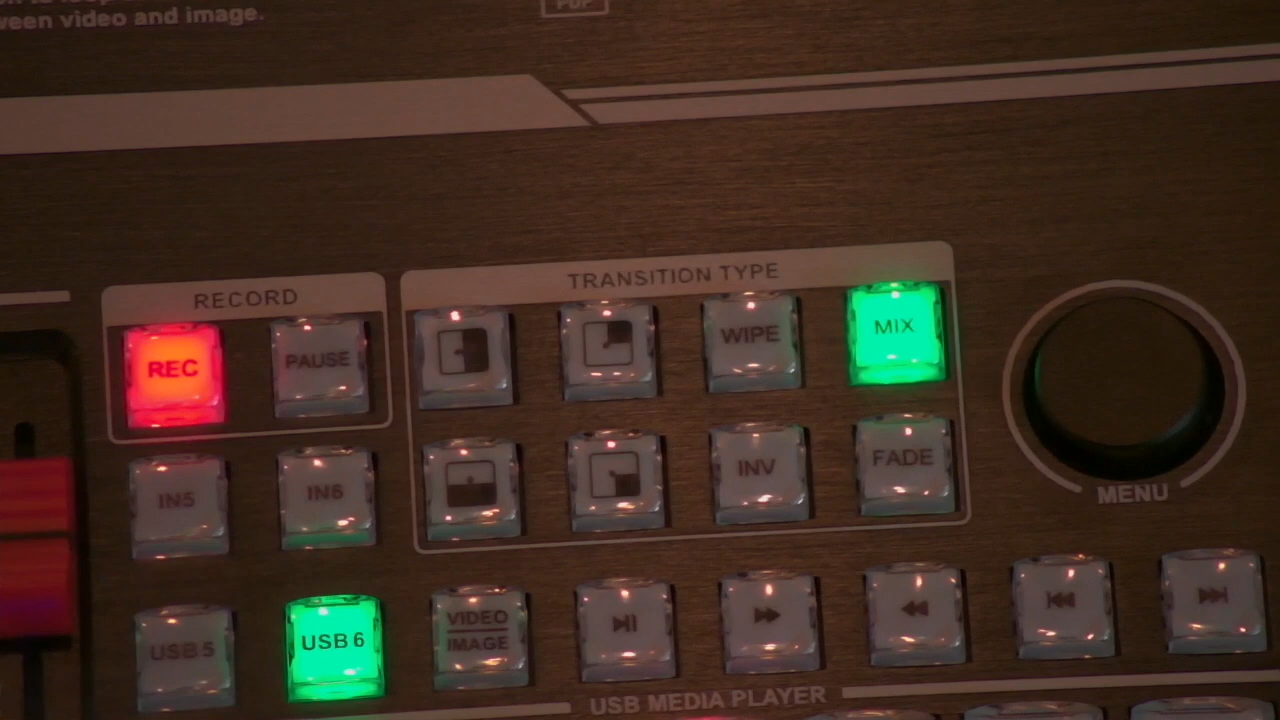 ween video and image.
PGP
RECORD
TRANSITION TYPE
REC
PAUSE
WIPE
MIX
IN5
IN6
INV
FADE
MENU
USB 5
USB 6
VIDEO
IMAGE
USB MEDIA PLAYER